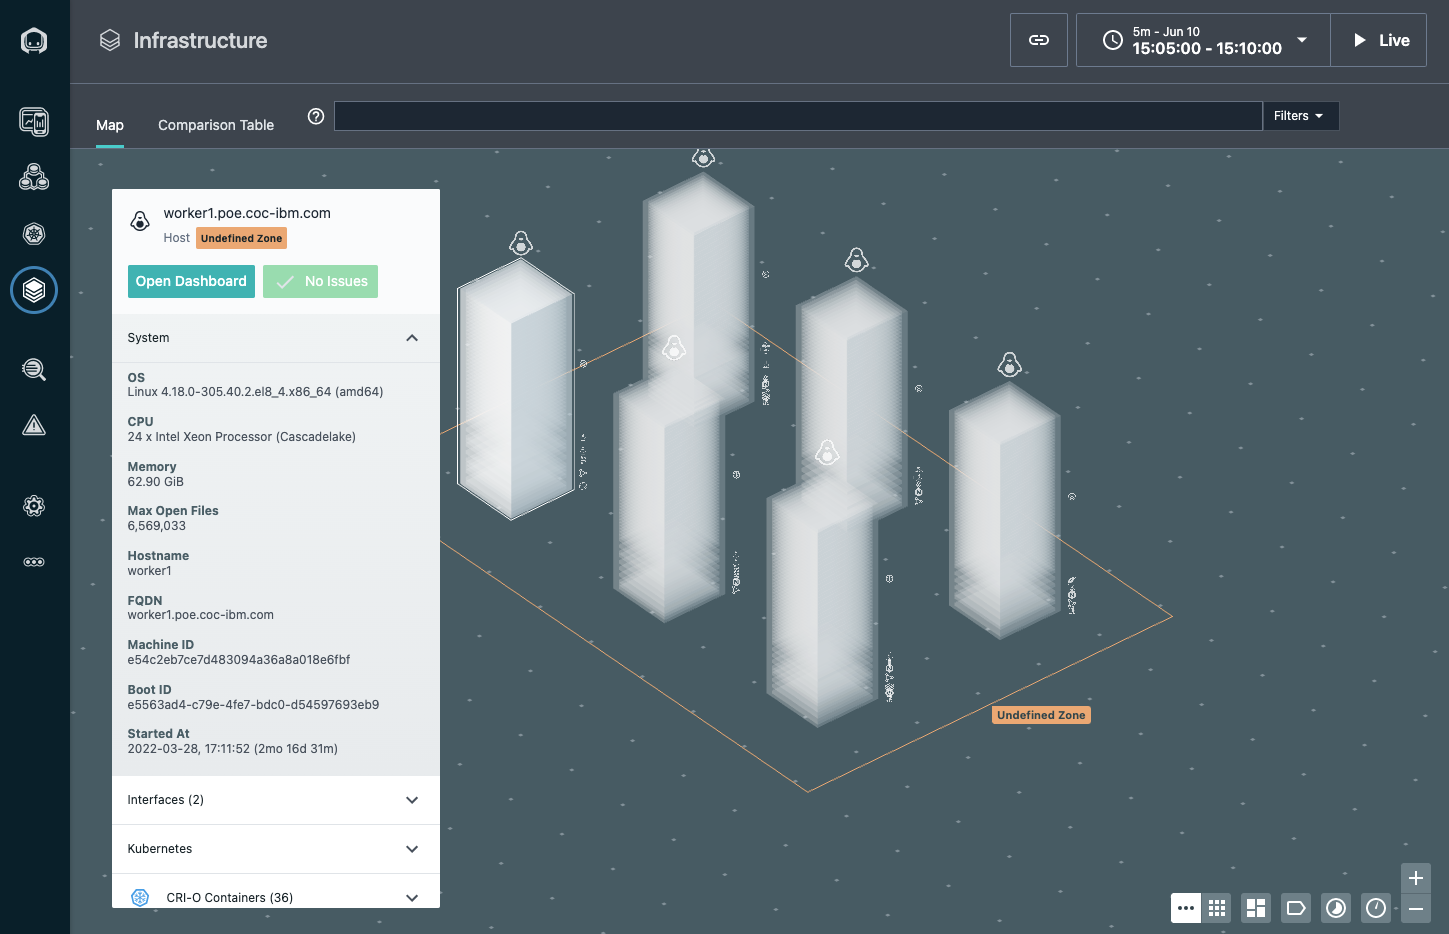 Infrastructure
5m - Jun 10
15:05:00 - 15:10:00
Live
Map
Comparison Table
Filters
worker1.poe.coc-ibm.com
Host
Undefined Zone
Open Dashboard
No Issues
System
OS
Linux 4.18.0-305.40.2.el8_4.x86_64 (amd64)
CPU
24 x Intel Xeon Processor (Cascadelake)
Memory
62.90 GiB
Max Open Files
6,569,033
Hostname
worker1
FQDN
worker1.poe.coc-ibm.com
Machine ID
e54c2eb7ce7d483094a36a8a018e6fbf
Boot ID
e5563ad4-c79e-4fe7-bdc0-d54597693eb9
Started At
2022-03-28, 17:11:52 (2mo 16d 31m)
Interfaces (2)
Kubernetes
CRI-O Containers (36)
Undefined Zone